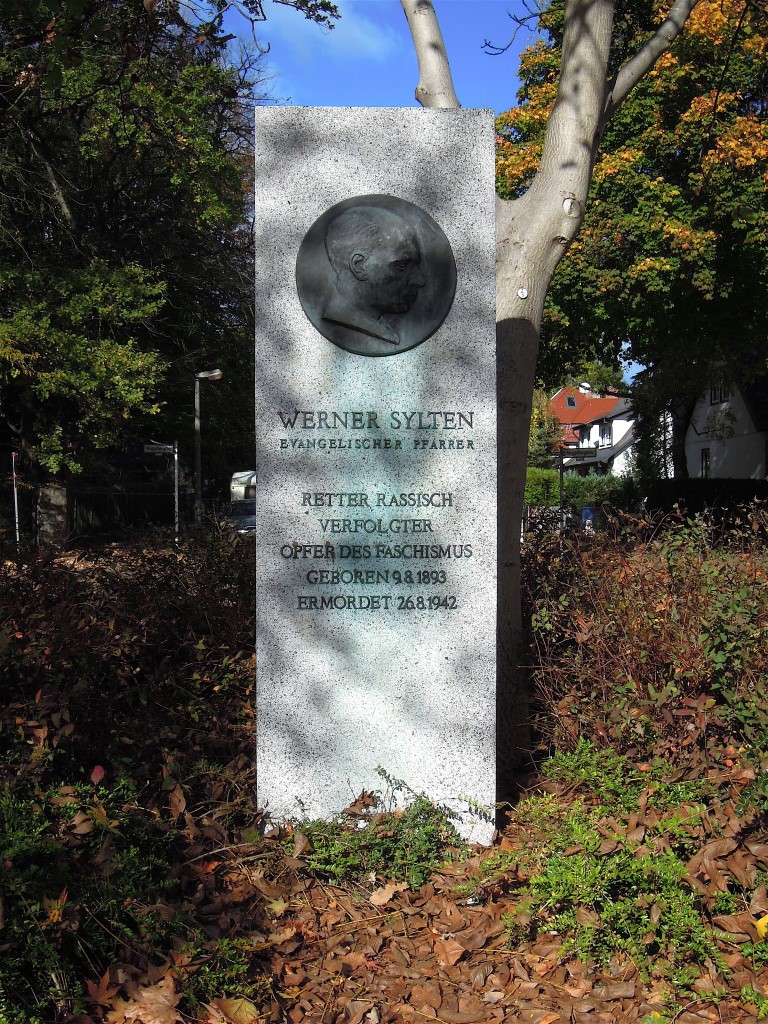 WERNER SYLTEN
EVANGELISCHER PFARRER
RETTER RASSISCH
VERFOLGTER
OPFER DES FASCHISMUS
GEBOREN 9.8.1893
ERMORDET 26.8.1942